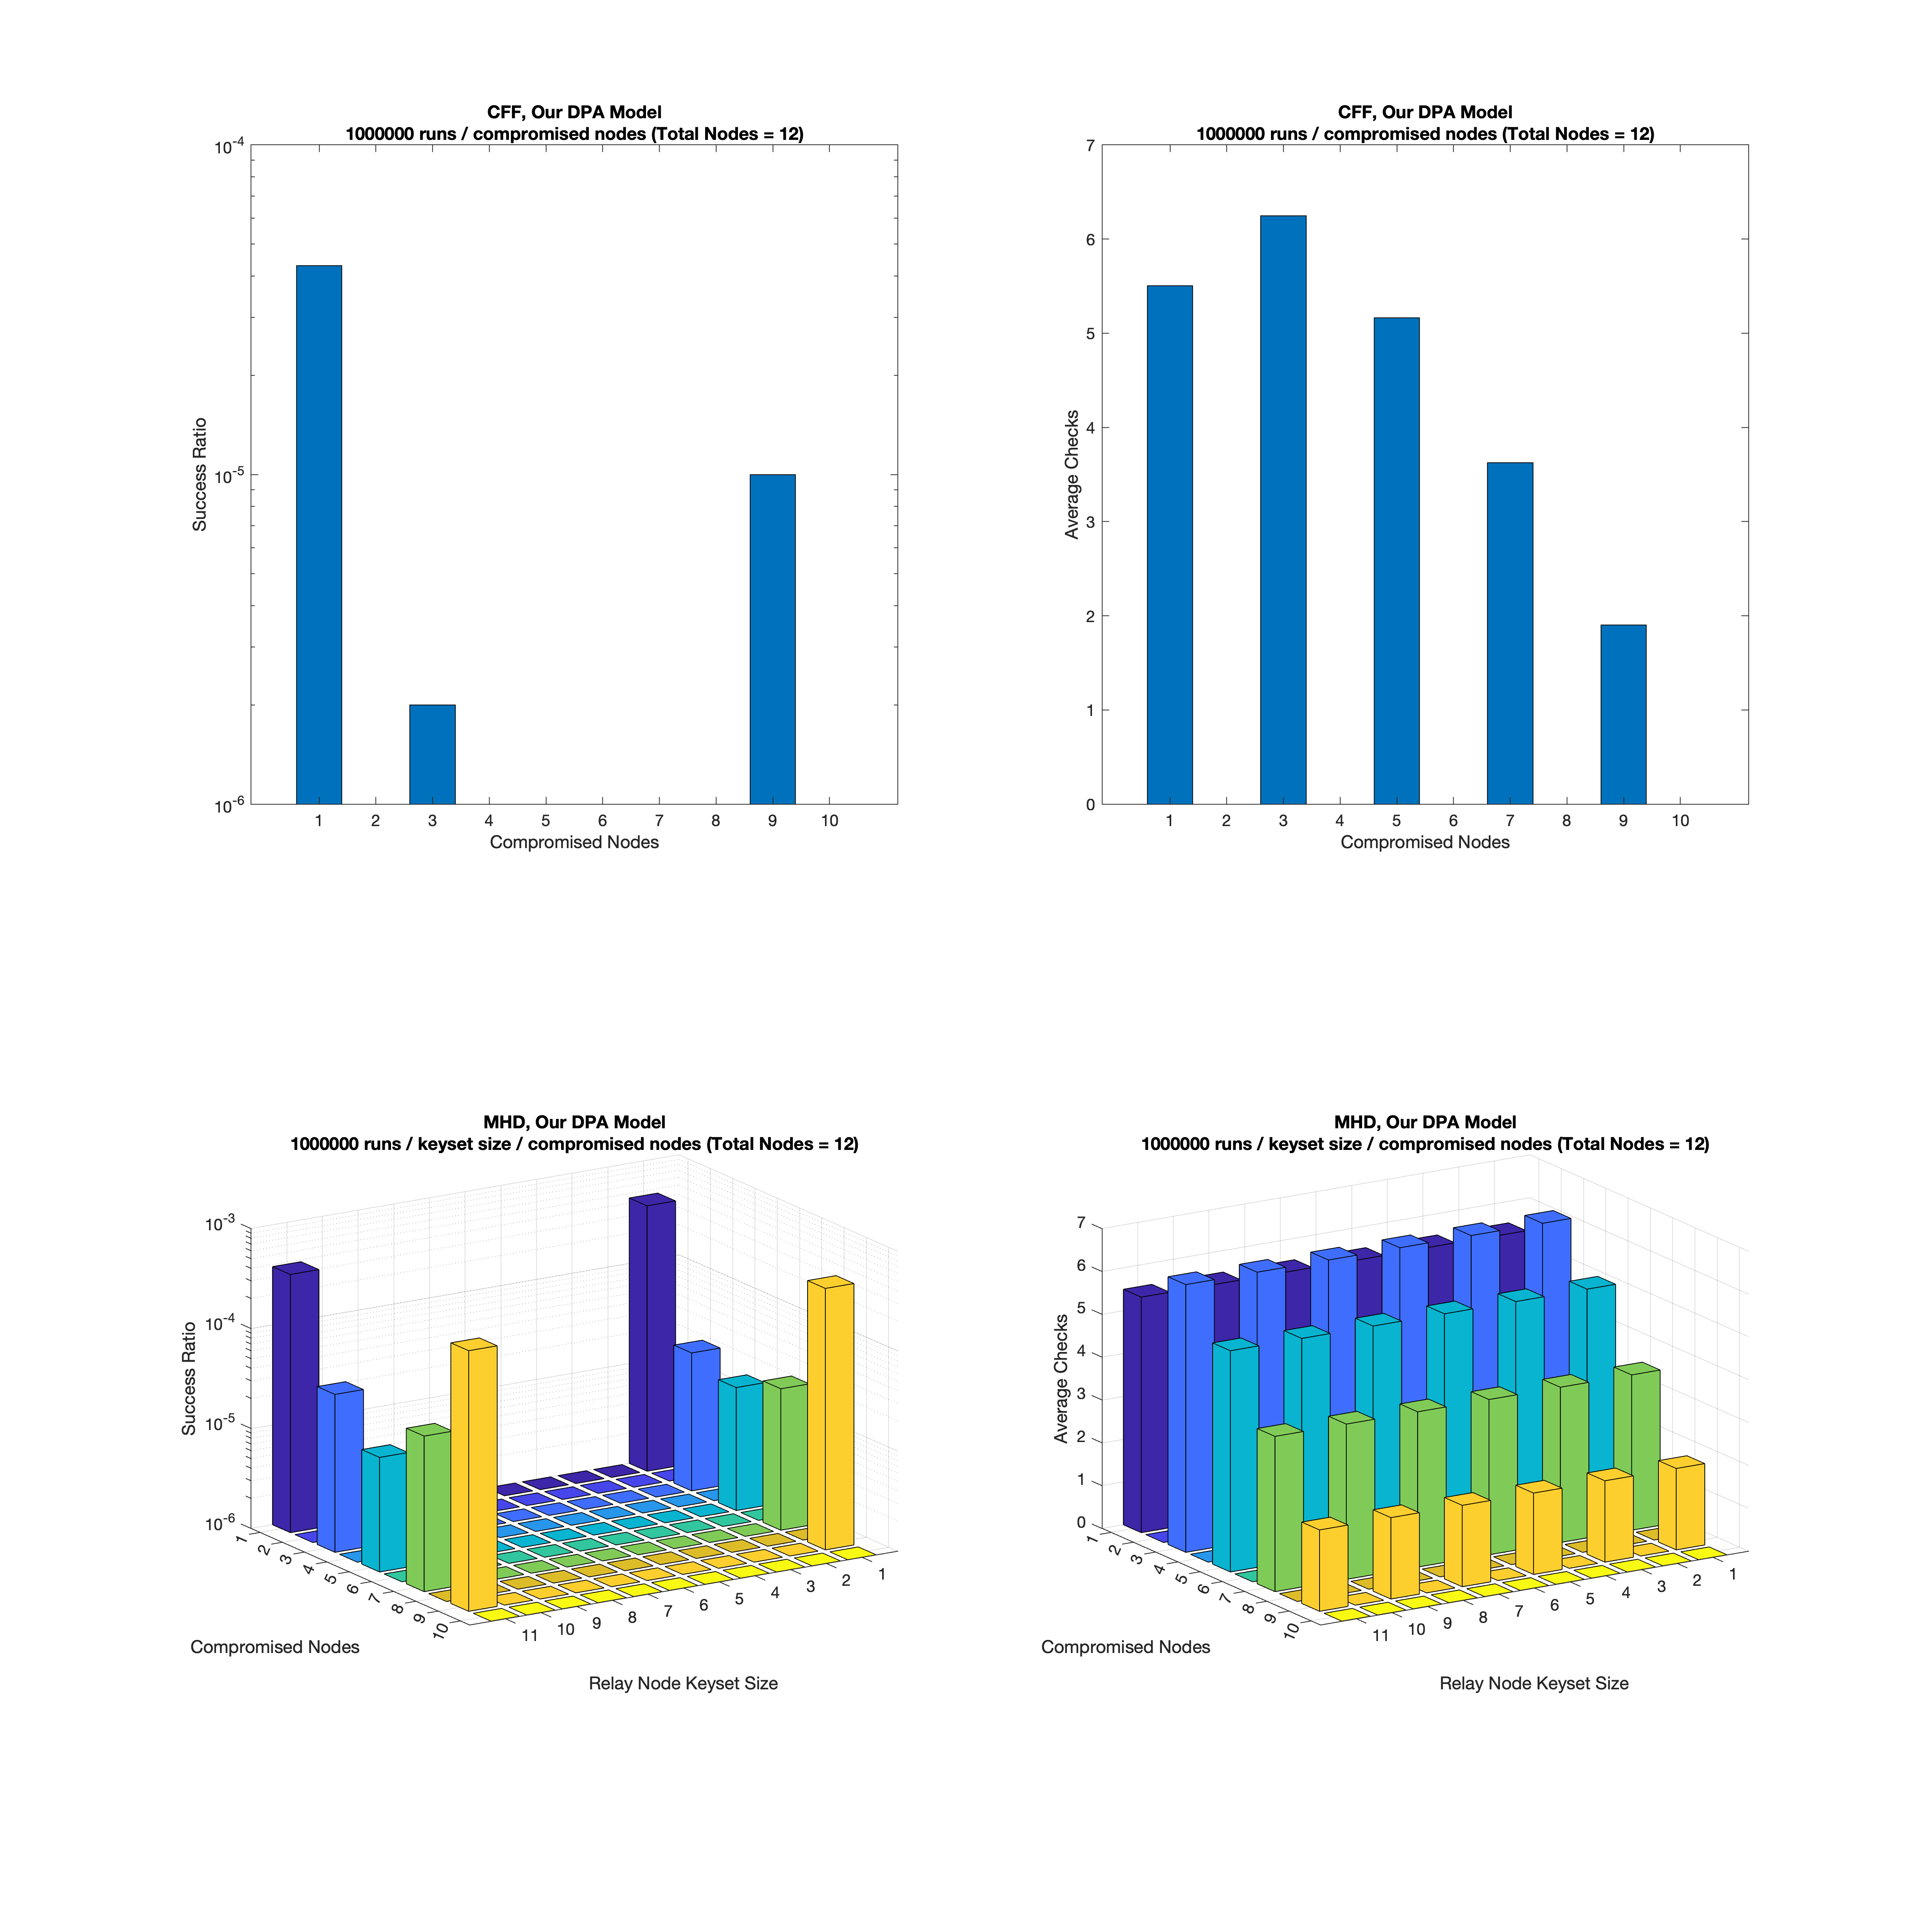 CFF, Our DPA Model
1000000 runs / compromised nodes (Total Nodes = 12)
10-4
10-5
10-6
Success Ratio
1 2 3 4 5 6 7 8 9 10
Compromised Nodes
CFF, Our DPA Model
1000000 runs / compromised nodes (Total Nodes = 12)
7
6
5
4
3
2
1
0
Average Checks
1 2 3 4 5 6 7 8 9 10
Compromised Nodes
MHD, Our DPA Model
1000000 runs / keyset size / compromised nodes (Total Nodes = 12)
10-3
10-4
10-5
10-6
Success Ratio
1 2 3 4 5 6 7 8 9 10
Compromised Nodes
11 10 9 8 7 6 5 4 3 2 1
Relay Node Keyset Size
MHD, Our DPA Model
1000000 runs / keyset size / compromised nodes (Total Nodes = 12)
7
6
5
4
3
2
1
0
Average Checks
1 2 3 4 5 6 7 8 9 10
Compromised Nodes
11 10 9 8 7 6 5 4 3 2 1
Relay Node Keyset Size